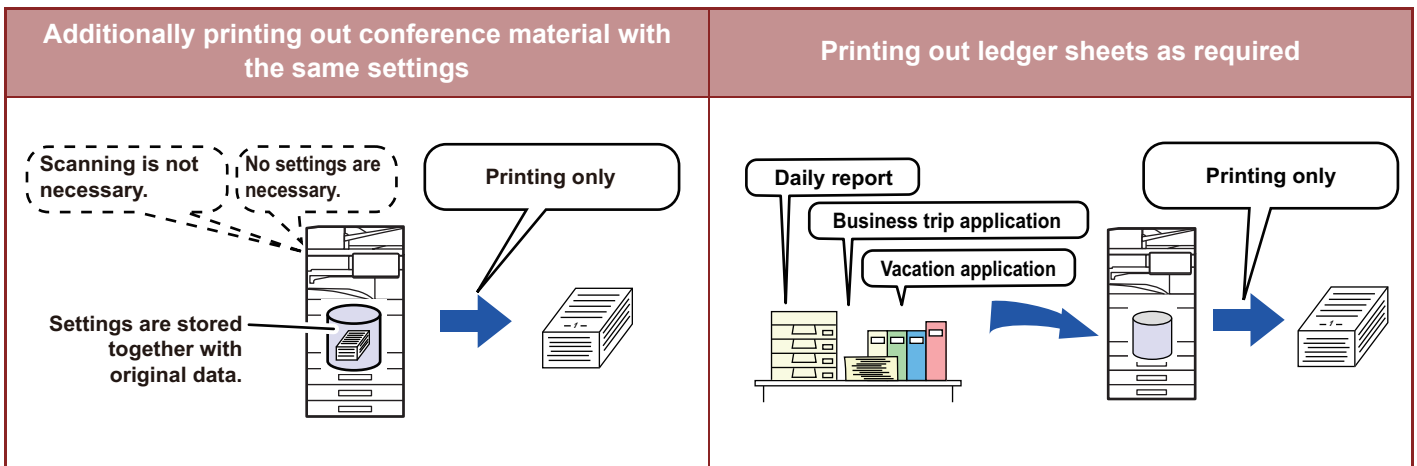 Additionally printing out conference material with
the same settings
Scanning is not
necessary.
No settings are
necessary.
Printing only
Settings are stored
together with
original data.
–1–
Printing out ledger sheets as required
Daily report
Business trip application
Vacation application
Printing only
–1–